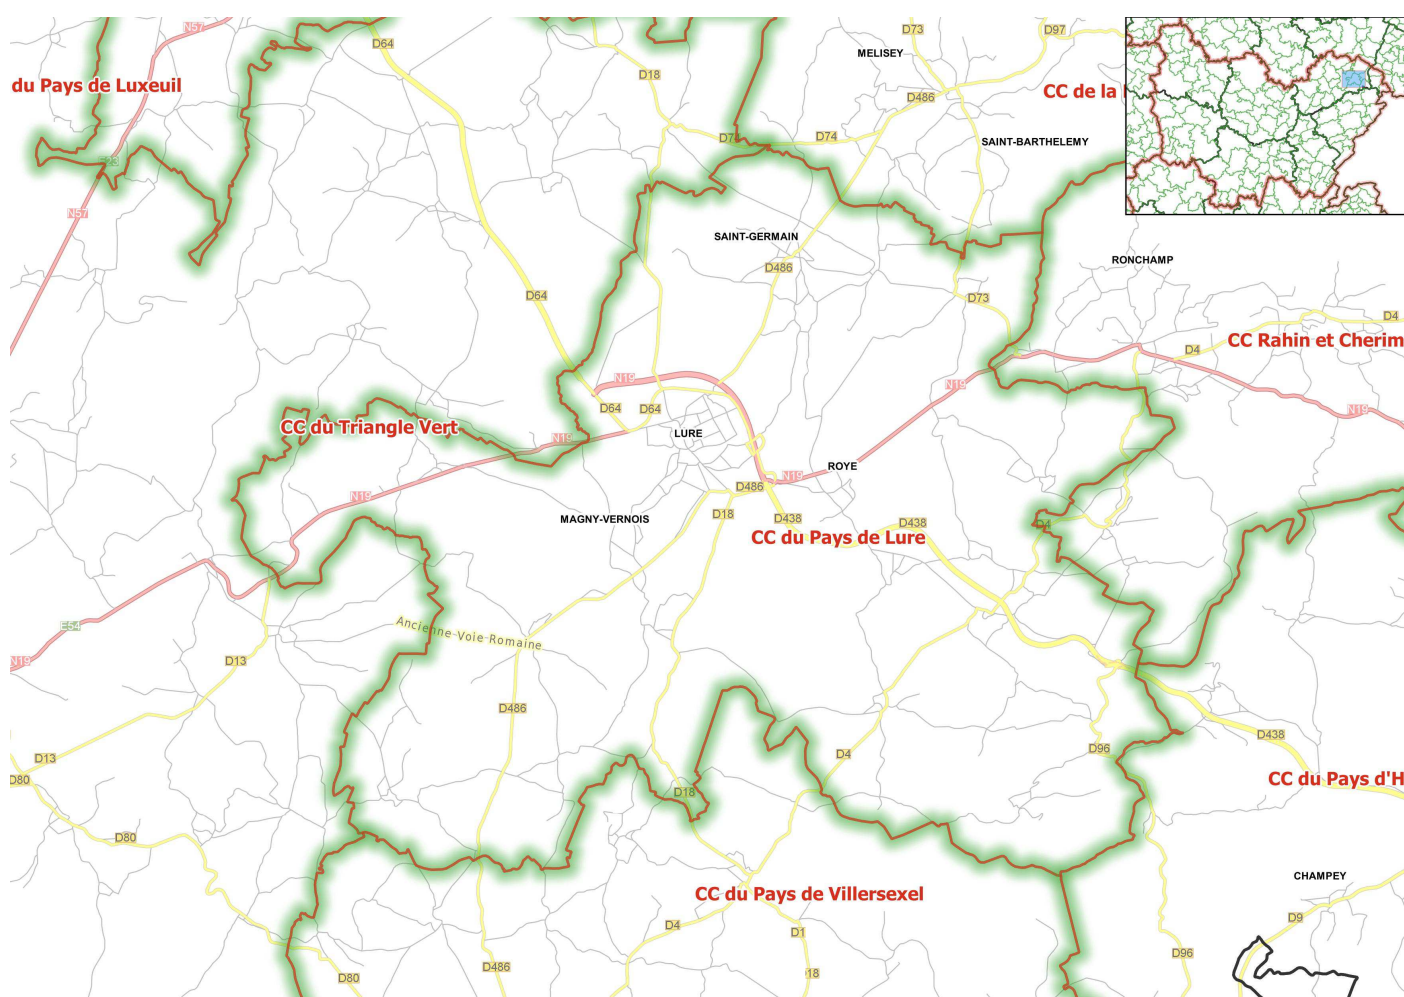 N57
D64
D73
D97
MELISEY
D18
du Pays de Luxeuil
CC de la
D486
D74
D74
SAINT-BARTHELEMY
E23
N57
SAINT-GERMAIN
RONCHAMP
D486
D64
D73
D4
CC Rahin et Cherim
D4
N19
N19
D64
D64
N19
CC du Triangle Vert
LURE
N19
ROYE
N19
D486
N19
MAGNY-VERNOIS
D18
D438
D438
D4
CC du Pays de Lure
E54
Ancienne Voie Romaine
N19
D13
D486
D438
D96
D4
D13
D80
CC du Pays d'H
D18
D80
CHAMPEY
CC du Pays de Villersexel
D9
D4
D1
D96
D486
D80
18